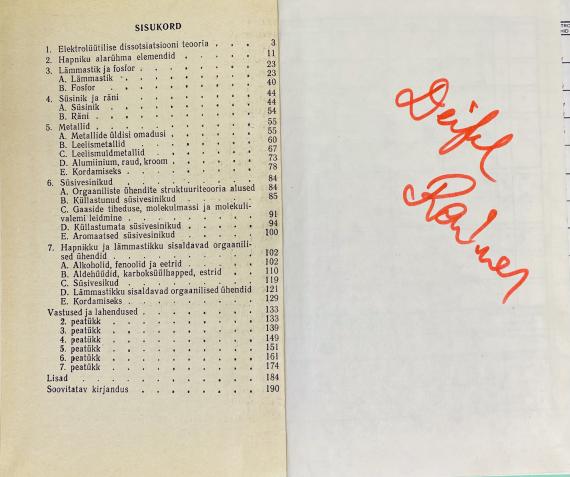 SISUKORD
1. Elektrolüütilise dissotsiatsiooni teooria . . . 3
2. Hapniku alarühma elemendid . . . . . . 11
3. Lämmastik ja fosfor . . . . . . . . 23
A. Lämmastik . . . . . . . . . 23
B. Fosfor . . . . . . . . . . 40
4. Süsinik ja räni . . . . . . . . . 44
A. Süsinik . . . . . . . . . . 44
B. Räni . . . . . . . . . . . 54
5. Metallid . . . . . . . . . . . 55
A. Metallide üldisi omadusi . . . . . . 55
B. Leelismetallid . . . . . . . . 60
C. Leelismuldmetallid . . . . . . . 67
D. Alumiinium, raud, kroom . . . . . . 73
E. Kordamiseks . . . . . . . . . 78
6. Süsivesinikud . . . . . . . . . 84
A. Orgaaniliste ühendite struktuuriteooria alused 84
B. Küllastunud süsivesinikud . . . . . 85
C. Gaaside tiheduse, molekulmassi ja molekuli-
valemi leidmine . . . . . . . . 91
D. Küllastumata süsivesinikud . . . . . 94
E. Aromaatsed süsivesinikud . . . . . 100
7. Hapnikku ja lämmastikku sisaldavad orgaanili-
sed ühendid . . . . . . . . . . 102
A. Alkoholid, fenoolid ja eetrid . . . . . 102
B. Aldehüüdid, karboksüülhapped, estrid . . . 110
C. Süsivesikud . . . . . . . . . 119
D. Lämmastikku sisaldavad orgaanilised ühendid 121
E. Kordamiseks . . . . . . . . . 129
Vastused ja lahendused . . . . . . . . 133
2. peatükk . . . . . . . . . . 133
3. peatükk . . . . . . . . . . 139
4. peatükk . . . . . . . . . . 149
5. peatükk . . . . . . . . . . 151
6. peatükk . . . . . . . . . . 161
7. peatükk . . . . . . . . . . 174
Lisad . . . . . . . . . . . . 184
Soovitatav kirjandus . . . . . . . . . 190
Rainer